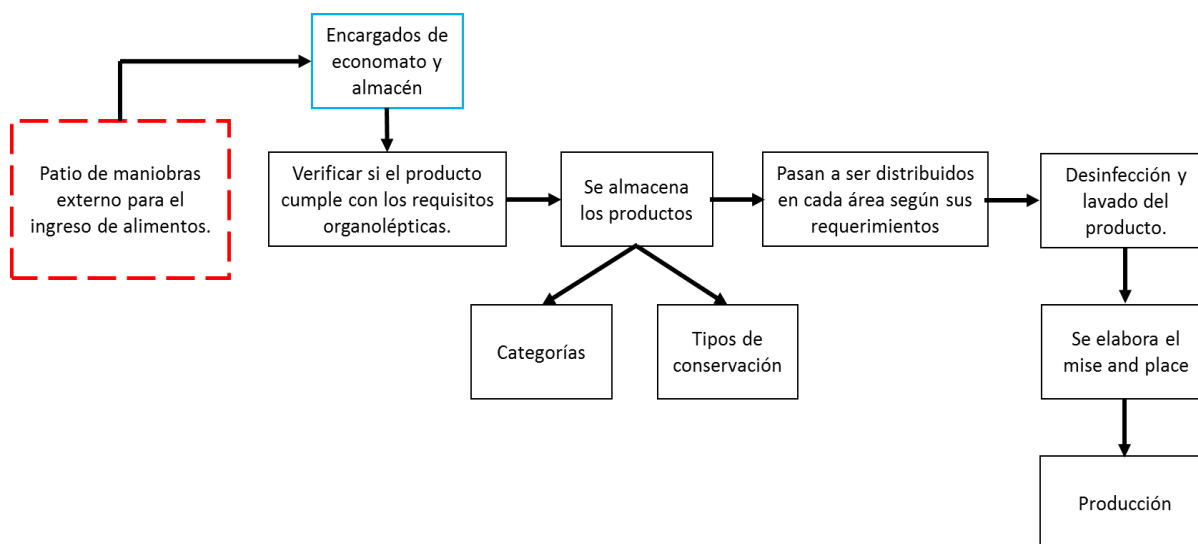 Encargados de
economato y
almacén
Patio de maniobras
externo para el
ingreso de alimentos.
Verificar si el producto
cumple con los requisitos
organolépticas.
Se almacena
los productos
Pasan a ser distribuidos
en cada área según sus
requerimientos
Desinfección y
lavado del
producto.
Categorías
Tipos de
conservación
Se elabora el
mise and place
Producción